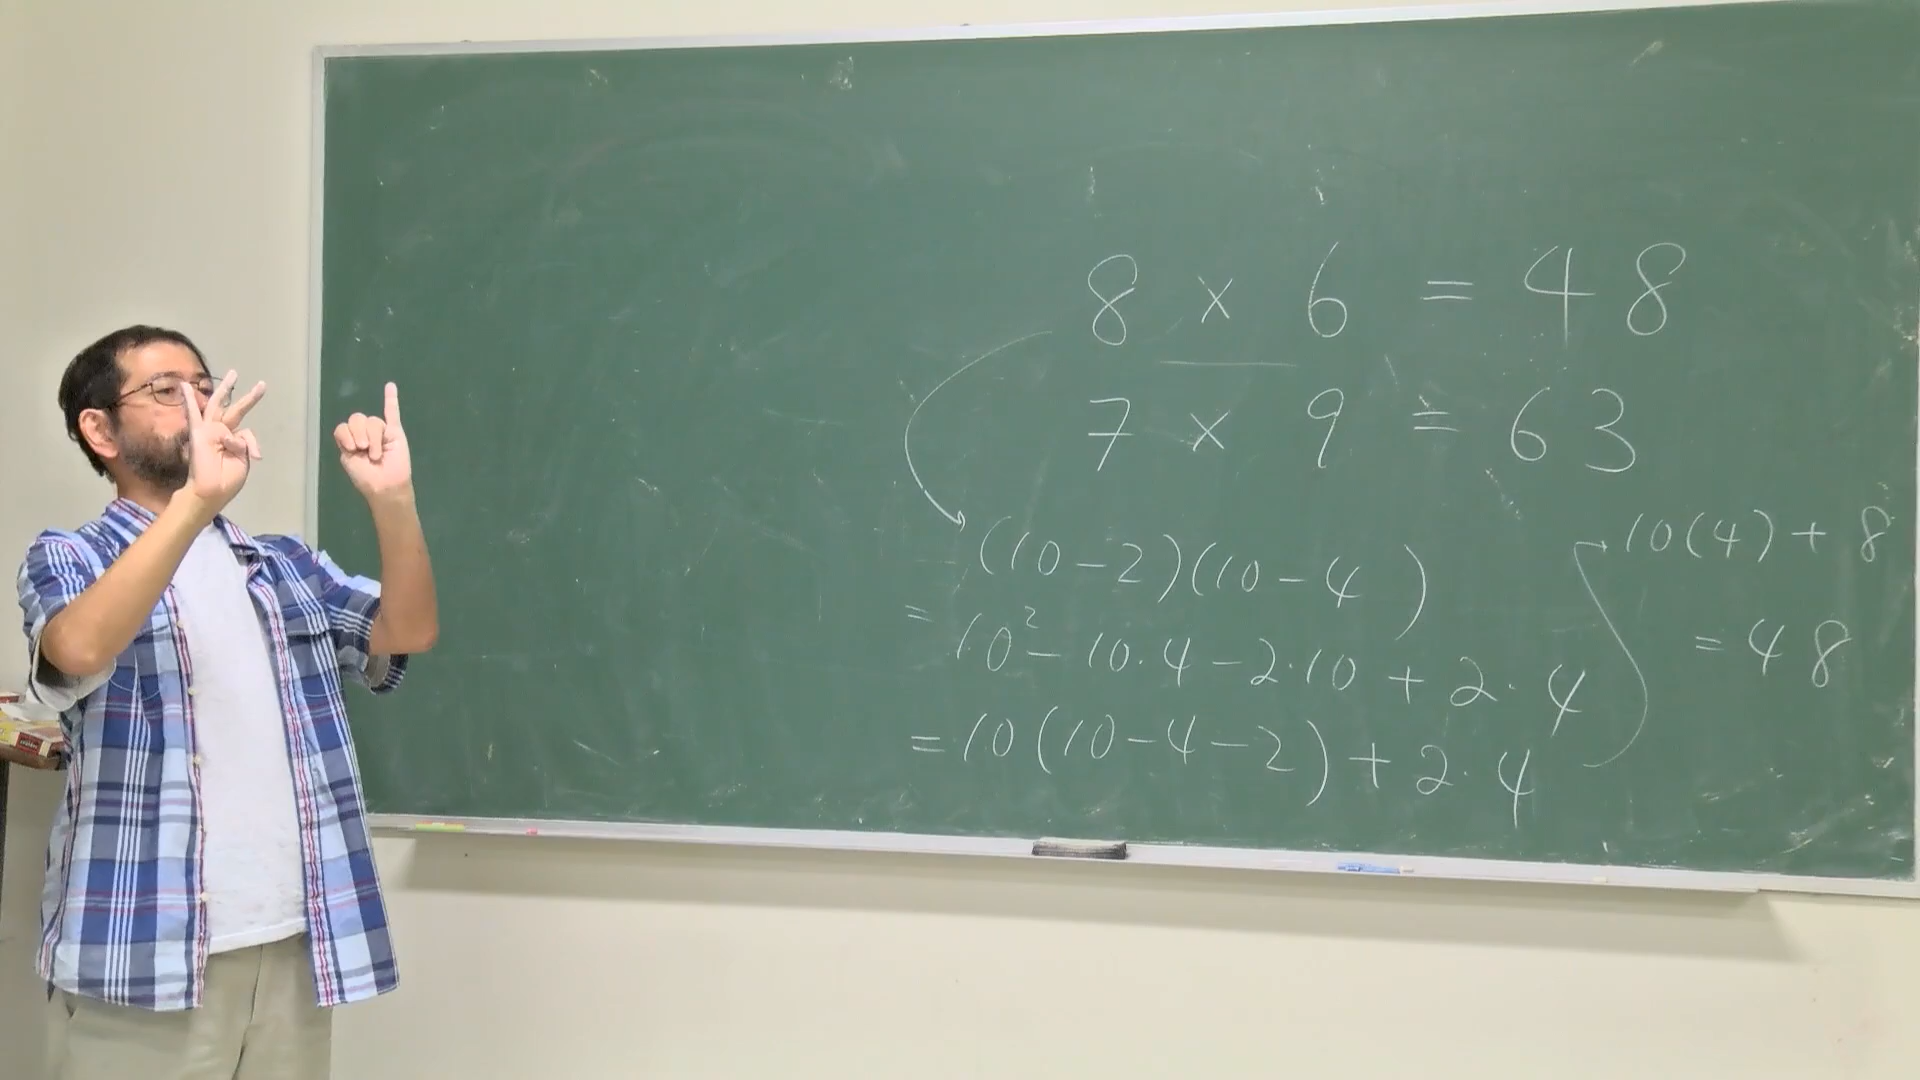 8 × 6 = 48
7 × 9 = 63
(10-2)(10-4)
= 10²- 10·4 - 2·10 + 2·4
= 10(10-4-2) + 2·4
10(4) + 8
= 48